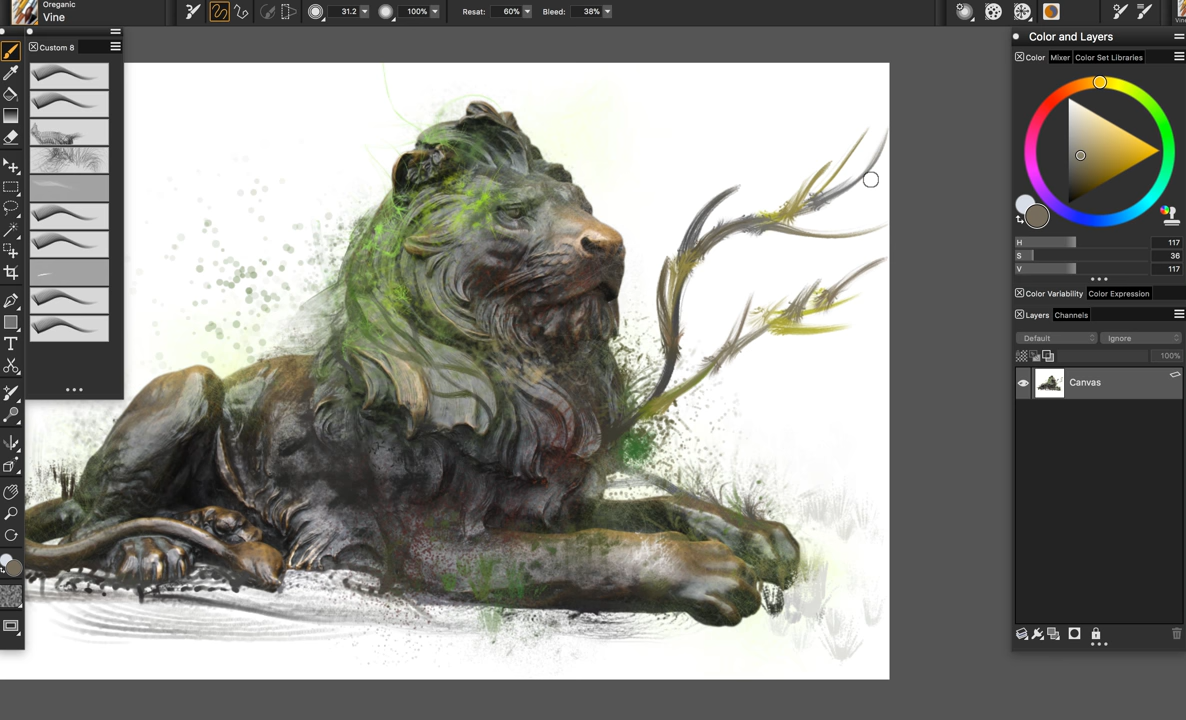 Oreganic
Vine
31.2
100%
Resat: 60%
Bleed: 38%
Custom 8
Color and Layers
Color Mixer Color Set Libraries
H 117
S 36
V 117
Color Variability Color Expression
Layers Channels
Default Ignore
100%
Canvas